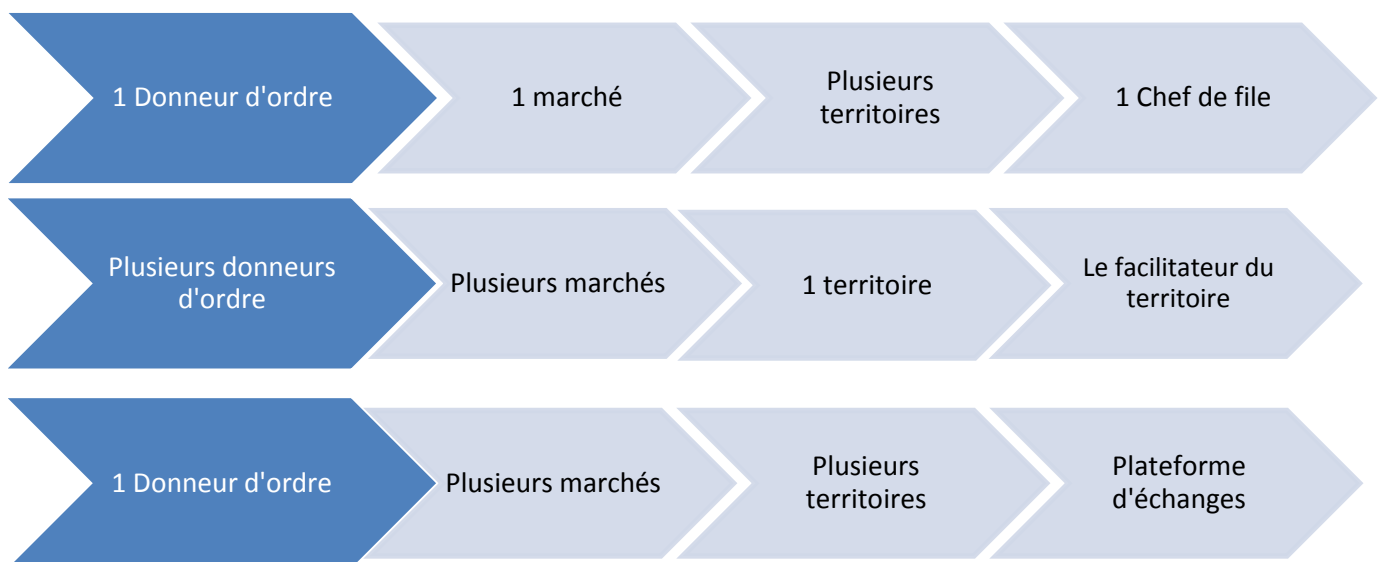 1 Donneur d'ordre
1 marché
Plusieurs
territoires
1 Chef de file
Plusieurs donneurs
d'ordre
Plusieurs marchés
1 territoire
Le facilitateur du
territoire
1 Donneur d'ordre
Plusieurs marchés
Plusieurs
territoires
Plateforme
d'échanges